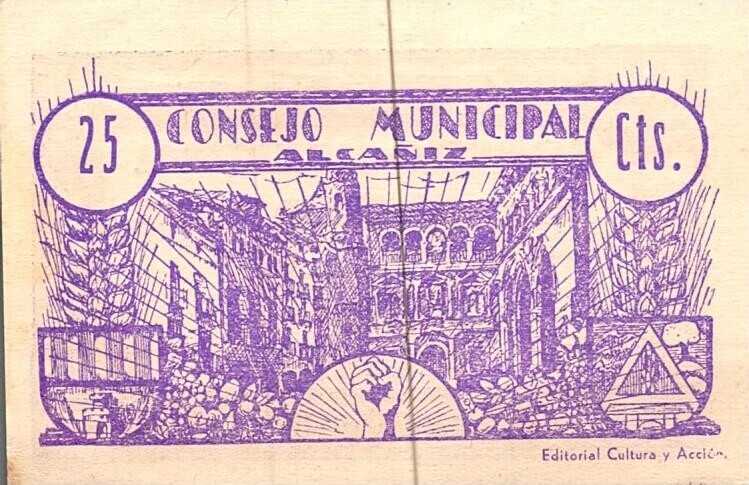 25 CONSEJO MUNICIPAL Cts.
ALCAÑIZ
Editorial Cultura y Acción.